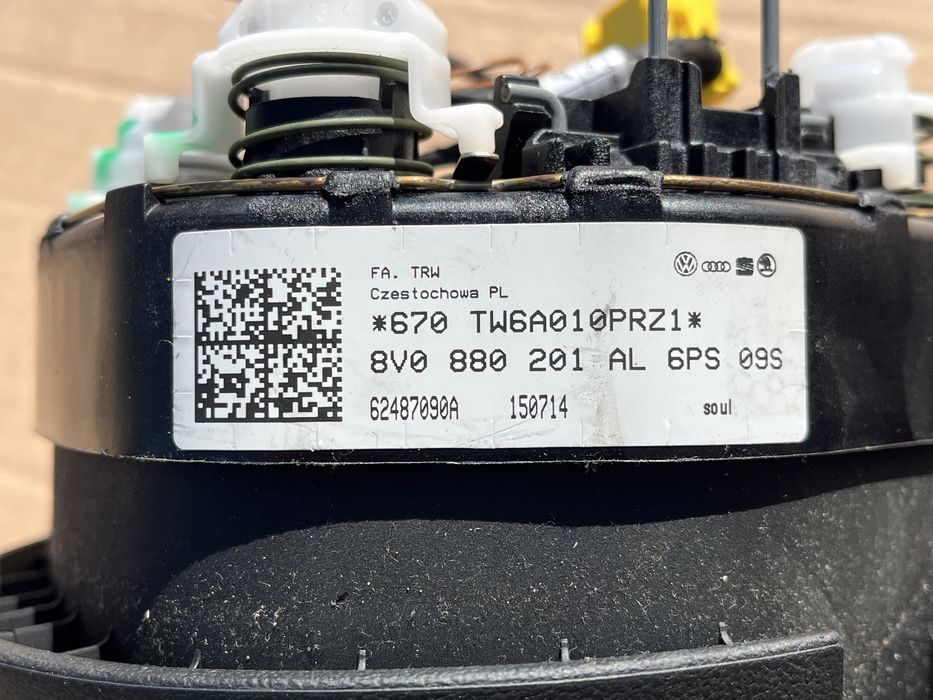 FA. TRW
Czestochowa PL
*670 TW6A010PRZ1*
8V0 880 201 AL 6PS 09S
62487090A 150714 soul